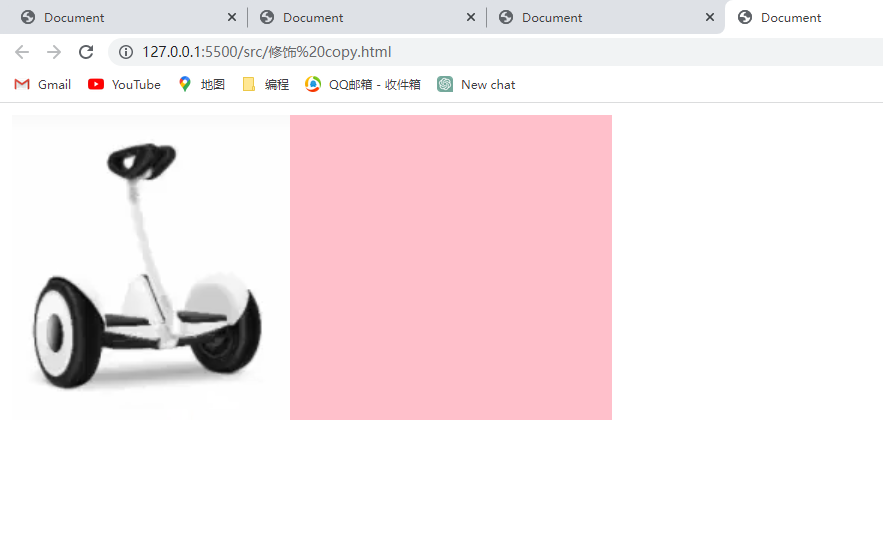 Document Document Document Document
127.0.0.1:5500/src/修饰%20copy.html
Gmail YouTube 地图 编程 QQ邮箱 - 收件箱 New chat